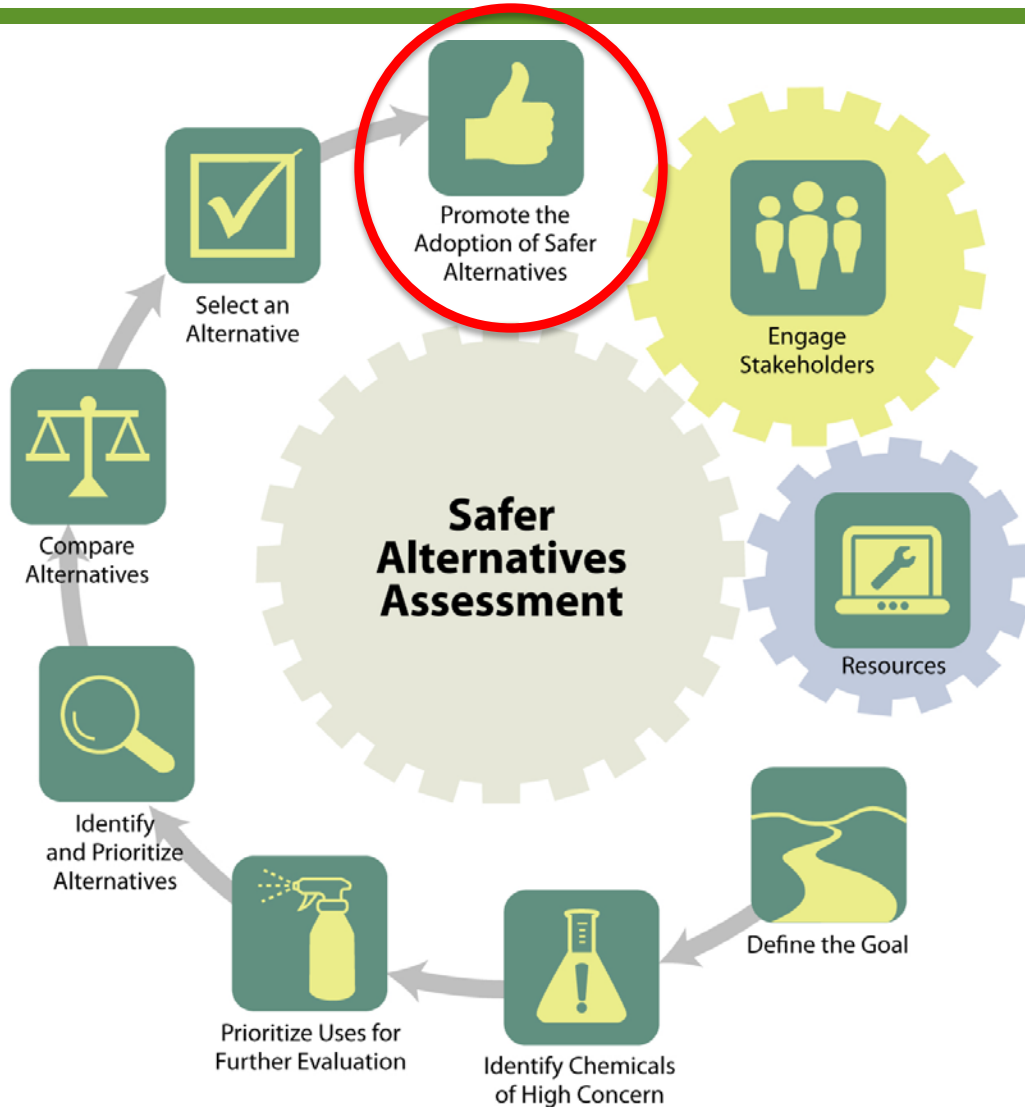 Promote the
Adoption of Safer
Alternatives
Select an
Alternative
Engage
Stakeholders
Compare
Alternatives
Safer
Alternatives
Assessment
Resources
Identify
and Prioritize
Alternatives
Define the Goal
Prioritize Uses for
Further Evaluation
Identify Chemicals
of High Concern